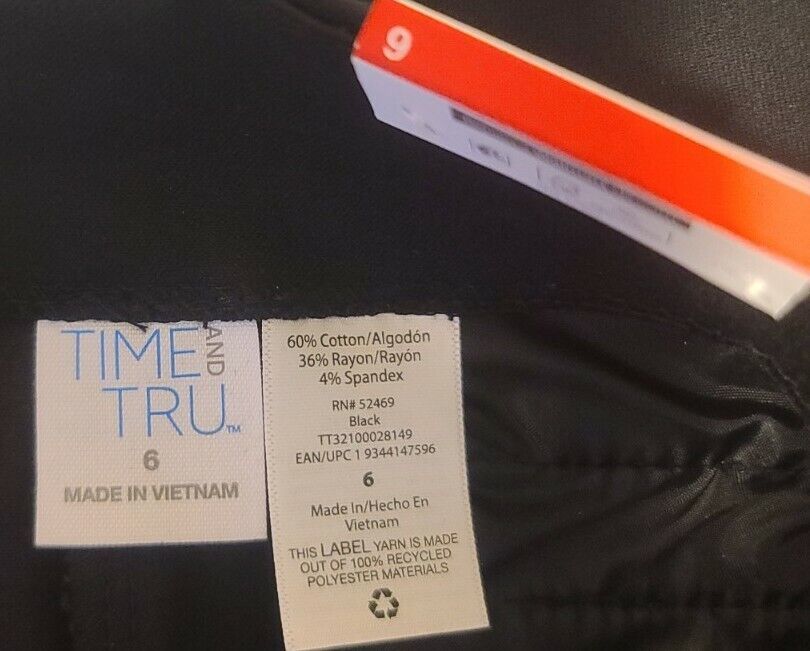 6
TIME AND
TRU™
6
MADE IN VIETNAM
60% Cotton/Algodón
36% Rayon/Rayón
4% Spandex
RN# 52469
Black
TT32100028149
EAN/UPC 1 9344147596
6
Made In/Hecho En
Vietnam
THIS LABEL YARN IS MADE
OUT OF 100% RECYCLED
POLYESTER MATERIALS